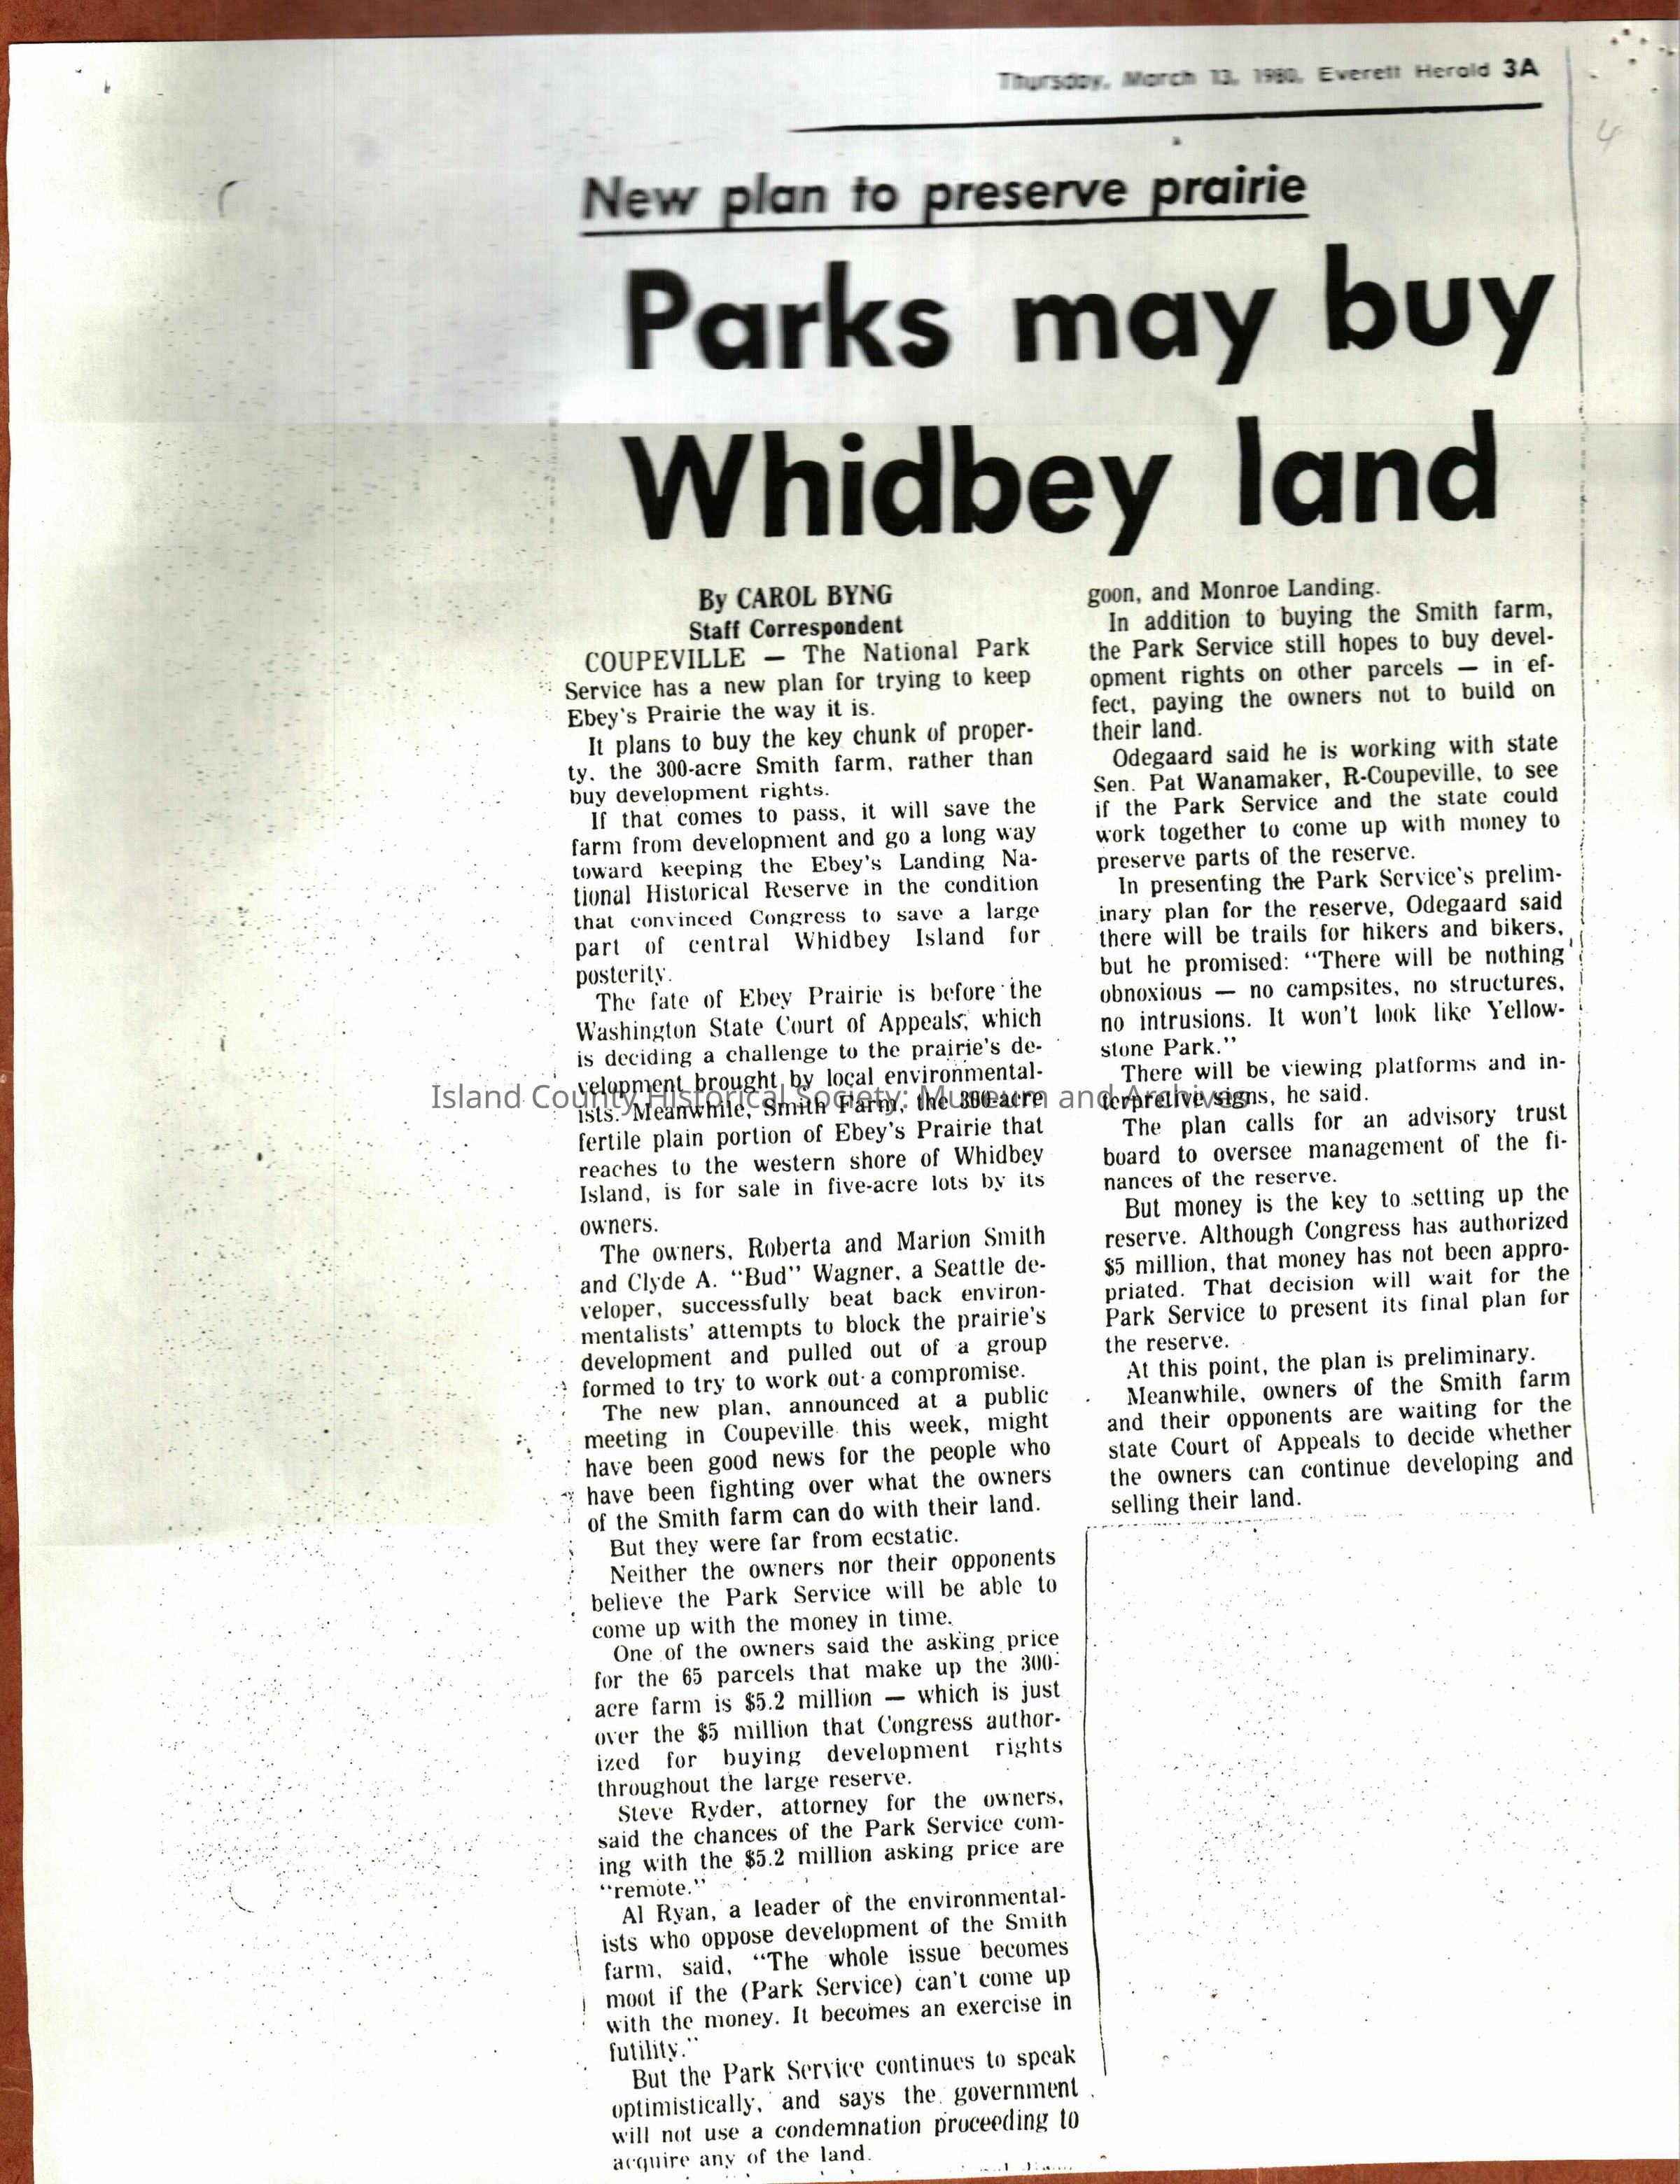 Thursday, March 13, 1980, Everett Herald 3A
4
New plan to preserve prairie
Parks may buy
Whidbey land
By CAROL BYNG
Staff Correspondent
COUPEVILLE — The National Park
Service has a new plan for trying to keep
Ebey's Prairie the way it is.
It plans to buy the key chunk of proper-
ty, the 300-acre Smith farm, rather than
buy development rights.
If that comes to pass, it will save the
farm from development and go a long way
toward keeping the Ebey's Landing Na-
tional Historical Reserve in the condition
that convinced Congress to save a large
part of central Whidbey Island for
posterity.
The fate of Ebey Prairie is before the
Washington State Court of Appeals, which
is deciding a challenge to the prairie's de-
velopment brought by local environmental-
ists. Meanwhile, Smith Farm, the 300-acre
fertile plain portion of Ebey's Prairie that
reaches to the western shore of Whidbey
Island, is for sale in five-acre lots by its
owners.
The owners, Roberta and Marion Smith
and Clyde A. "Bud" Wagner, a Seattle de-
veloper, successfully beat back environ-
mentalists' attempts to block the prairie's
development and pulled out of a group
formed to try to work out a compromise.
The new plan, announced at a public
meeting in Coupeville this week, might
have been good news for the people who
have been fighting over what the owners
of the Smith farm can do with their land.
But they were far from ecstatic.
Neither the owners nor their opponents
believe the Park Service will be able to
come up with the money in time.
One of the owners said the asking price
for the 65 parcels that make up the 300-
acre farm is $5.2 million — which is just
over the $5 million that Congress author-
ized for buying development rights
throughout the large reserve.
Steve Ryder, attorney for the owners,
said the chances of the Park Service com-
ing with the $5.2 million asking price are
"remote."
Al Ryan, a leader of the environmental-
ists who oppose development of the Smith
farm, said, "The whole issue becomes
moot if the (Park Service) can't come up
with the money. It becomes an exercise in
futility."
But the Park Service continues to speak
optimistically, and says the government
will not use a condemnation proceeding to
acquire any of the land.
goon, and Monroe Landing.
In addition to buying the Smith farm,
the Park Service still hopes to buy devel-
opment rights on other parcels — in ef-
fect, paying the owners not to build on
their land.
Odegaard said he is working with state
Sen. Pat Wanamaker, R-Coupeville, to see
if the Park Service and the state could
work together to come up with money to
preserve parts of the reserve.
In presenting the Park Service's prelim-
inary plan for the reserve, Odegaard said
there will be trails for hikers and bikers,
but he promised: "There will be nothing
obnoxious — no campsites, no structures,
no intrusions. It won't look like Yellow-
stone Park."
There will be viewing platforms and in-
terpretive signs, he said.
The plan calls for an advisory trust
board to oversee management of the fi-
nances of the reserve.
But money is the key to setting up the
reserve. Although Congress has authorized
$5 million, that money has not been appro-
priated. That decision will wait for the
Park Service to present its final plan for
the reserve.
At this point, the plan is preliminary.
Meanwhile, owners of the Smith farm
and their opponents are waiting for the
state Court of Appeals to decide whether
the owners can continue developing and
selling their land.
Island County Historical Society: Museum and Archives